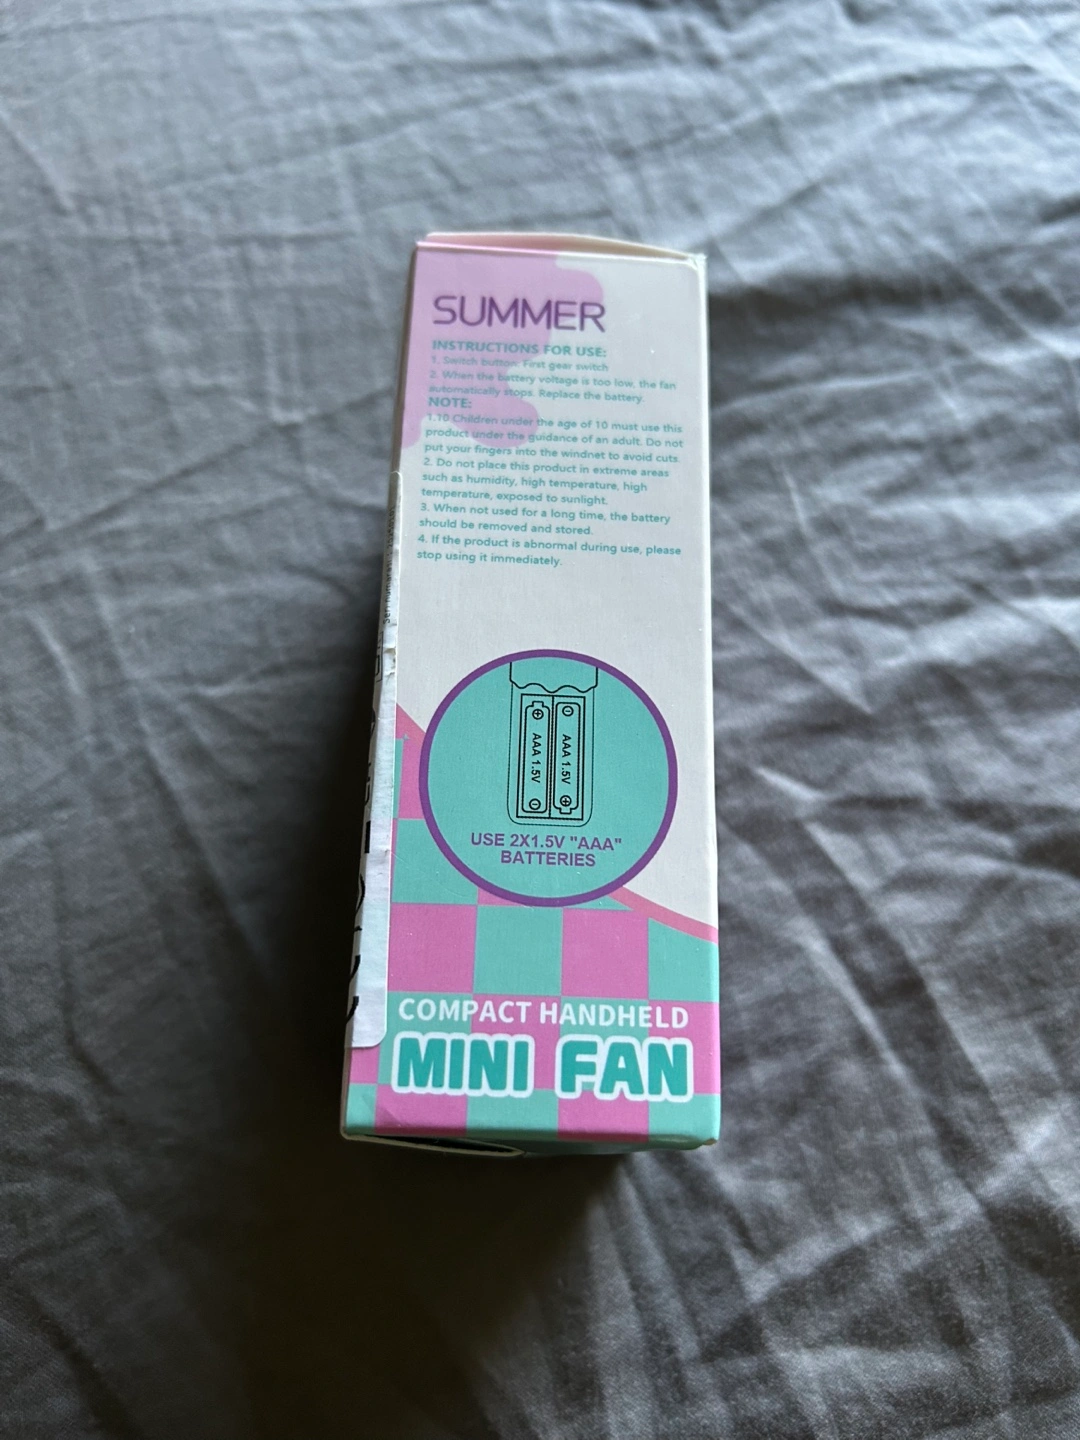 SUMMER
INSTRUCTIONS FOR USE:
1. Switch button: First gear switch
2. When the battery voltage is too low, the fan
automatically stops. Replace the battery.
NOTE:
1.10 Children under the age of 10 must use this
product under the guidance of an adult. Do not
put your fingers into the windnet to avoid cuts.
2. Do not place this product in extreme areas
such as humidity, high temperature, high
temperature, exposed to sunlight.
3. When not used for a long time, the battery
should be removed and stored.
4. If the product is abnormal during use, please
stop using it immediately.
AAA 1.5V
AAA 1.5V
USE 2X1.5V "AAA"
BATTERIES
COMPACT HANDHELD
MINI FAN